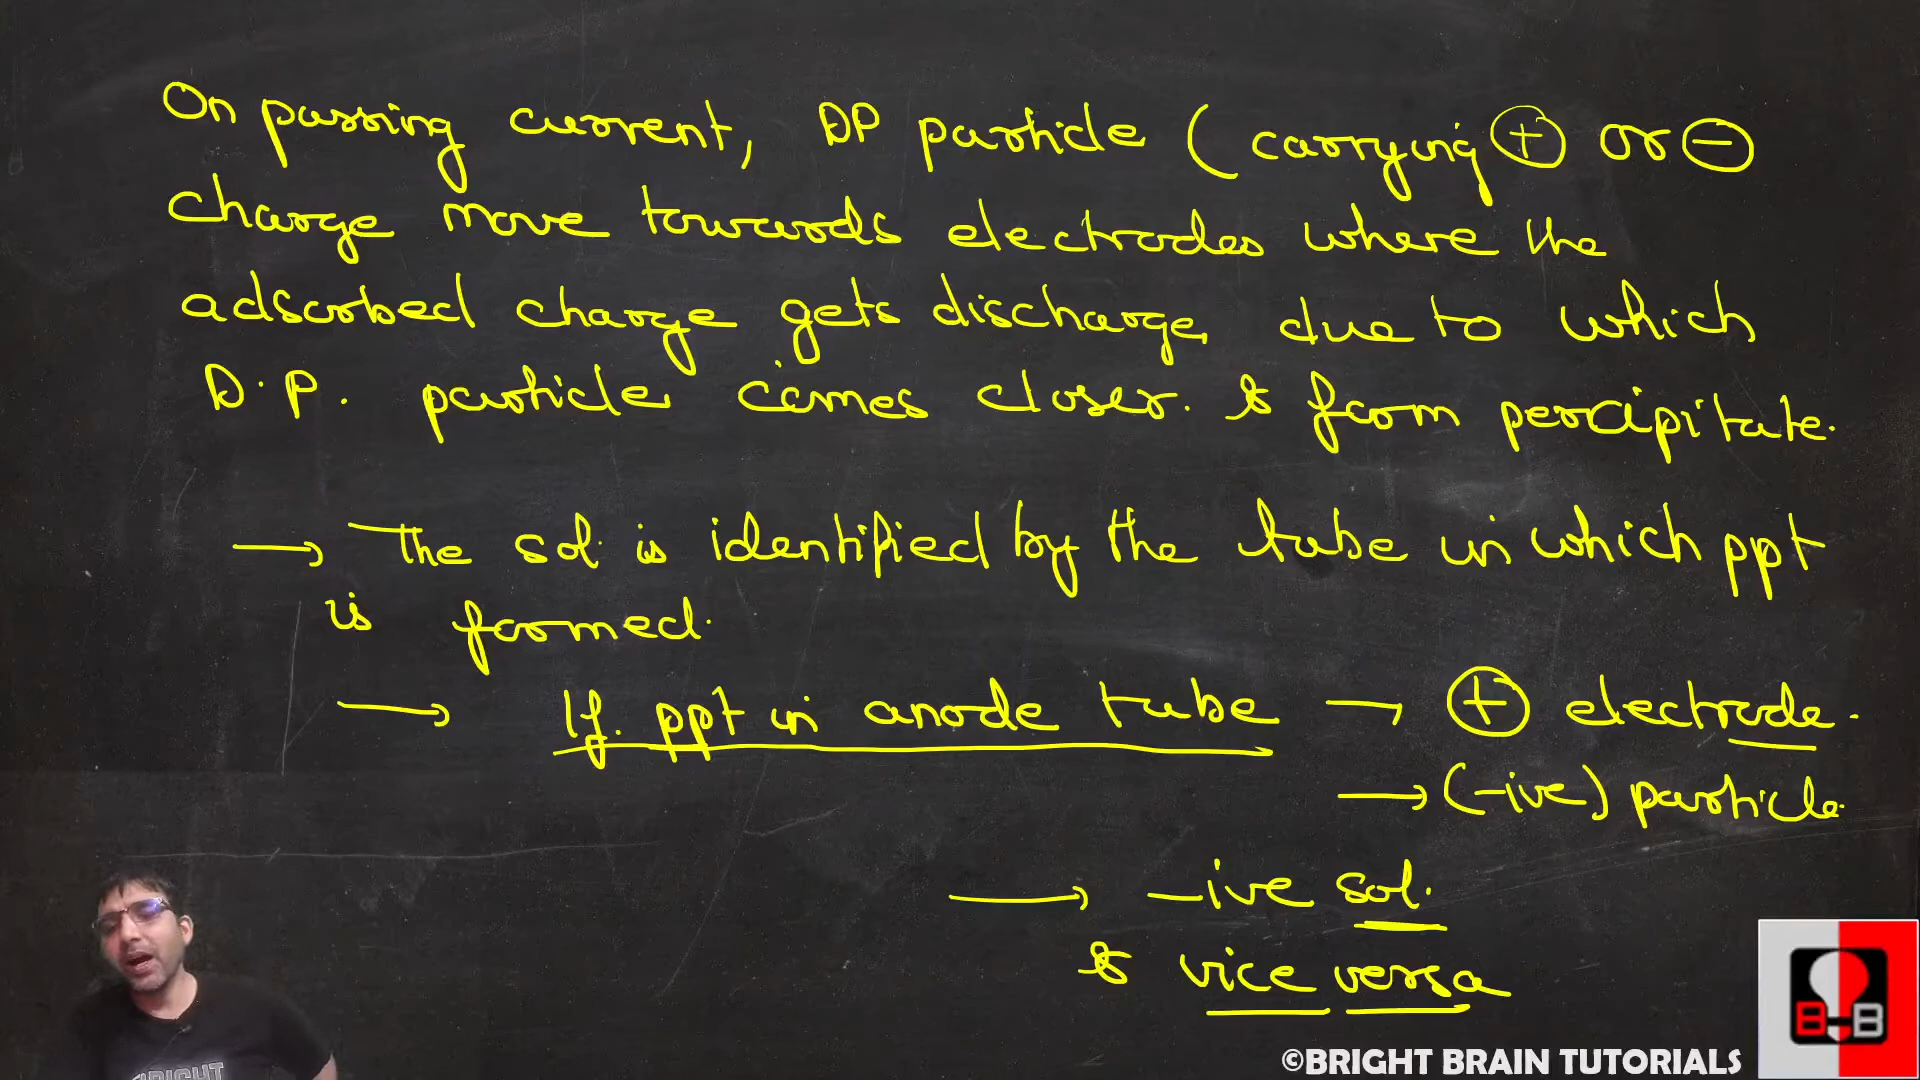 On passing current, DP particle (carrying + or -
charge move towards electrodes where the
adsorbed charge gets discharge, due to which
D.P. particle comes closer. & form percipitate.
→ The sol. is identified by the tube in which ppt
is formed.
→ If ppt in anode tube → + electrode.
→ (-ive) particle.
→ -ive sol.
& vice versa
BRIGHT
B B
©BRIGHT BRAIN TUTORIALS